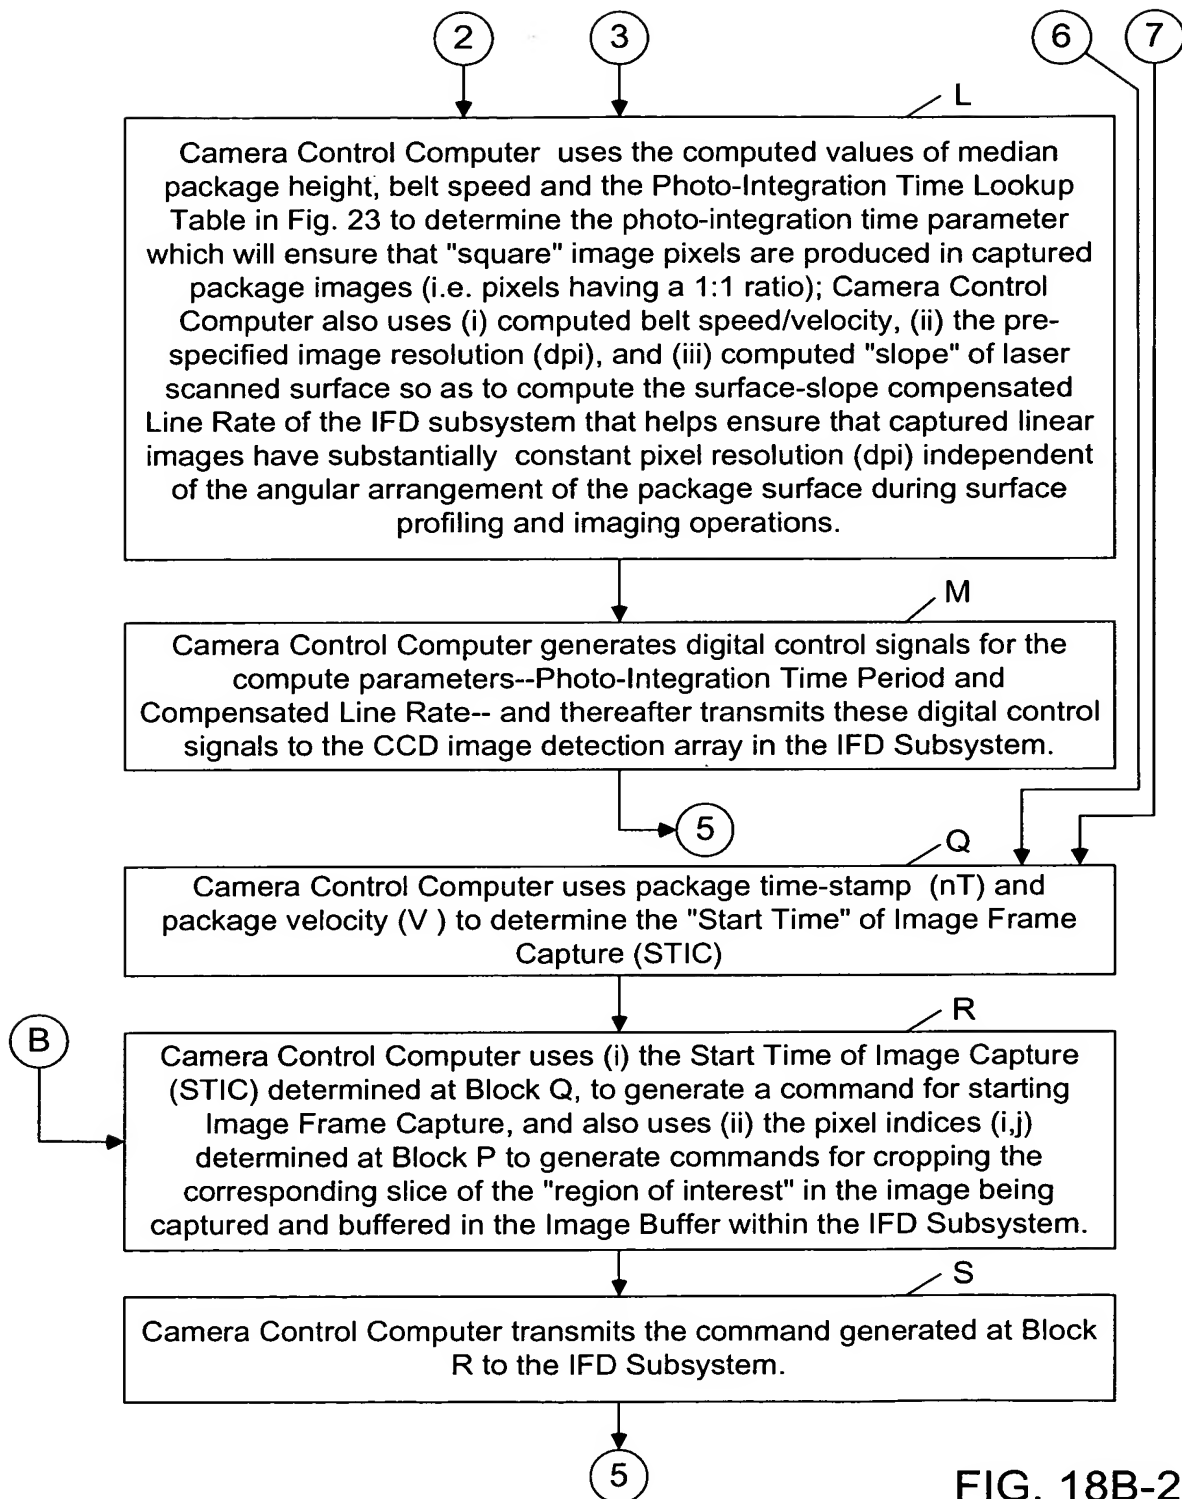 2
3
6
7
L
Camera Control Computer uses the computed values of median
package height, belt speed and the Photo-Integration Time Lookup
Table in Fig. 23 to determine the photo-integration time parameter
which will ensure that "square" image pixels are produced in captured
package images (i.e. pixels having a 1:1 ratio); Camera Control
Computer also uses (i) computed belt speed/velocity, (ii) the pre-
specified image resolution (dpi), and (iii) computed "slope" of laser
scanned surface so as to compute the surface-slope compensated
Line Rate of the IFD subsystem that helps ensure that captured linear
images have substantially constant pixel resolution (dpi) independent
of the angular arrangement of the package surface during surface
profiling and imaging operations.
M
Camera Control Computer generates digital control signals for the
compute parameters--Photo-Integration Time Period and
Compensated Line Rate-- and thereafter transmits these digital control
signals to the CCD image detection array in the IFD Subsystem.
5
Q
Camera Control Computer uses package time-stamp (nT) and
package velocity (V ) to determine the "Start Time" of Image Frame
Capture (STIC)
R
B
Camera Control Computer uses (i) the Start Time of Image Capture
(STIC) determined at Block Q, to generate a command for starting
Image Frame Capture, and also uses (ii) the pixel indices (i,j)
determined at Block P to generate commands for cropping the
corresponding slice of the "region of interest" in the image being
captured and buffered in the Image Buffer within the IFD Subsystem.
S
Camera Control Computer transmits the command generated at Block
R to the IFD Subsystem.
5
FIG. 18B-2